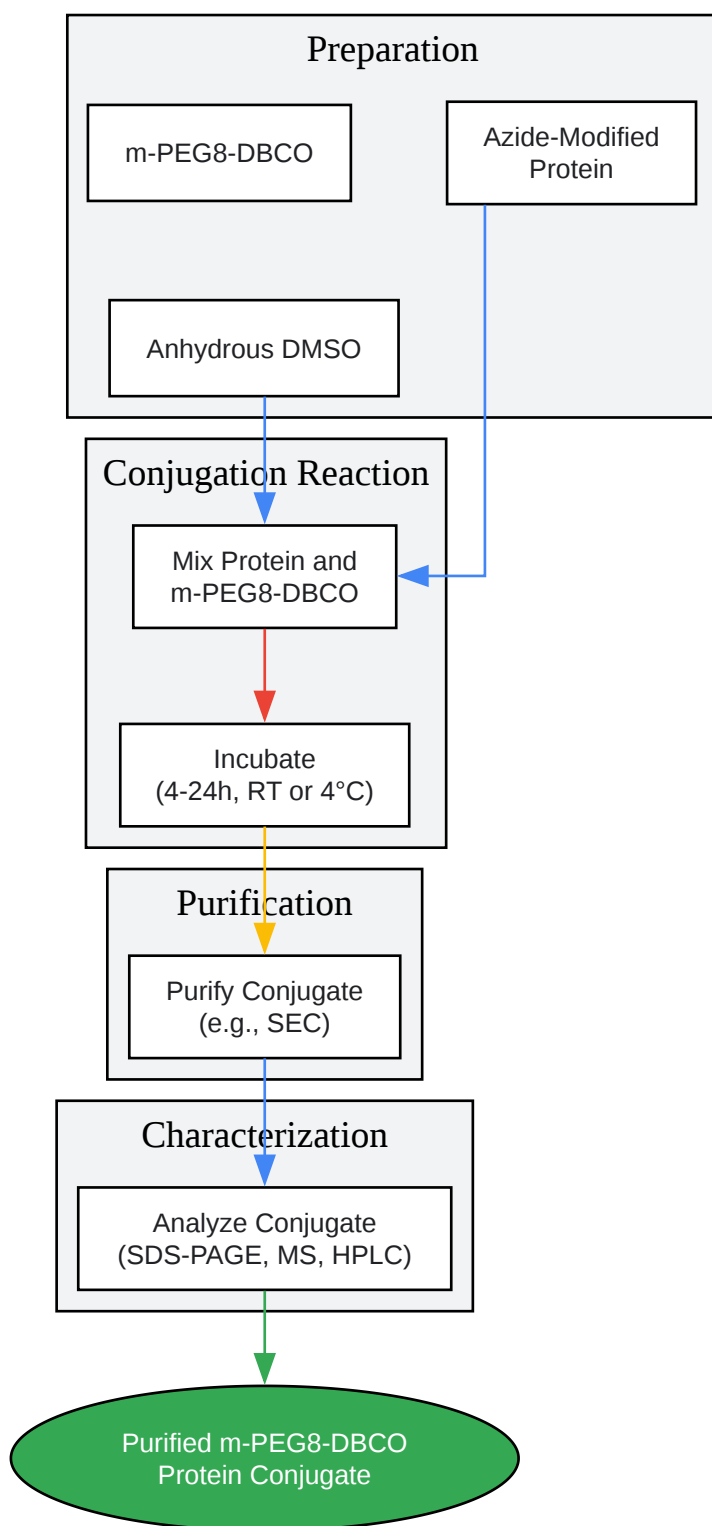 Preparation
m-PEG8-DBCO
Azide-Modified
Protein
Anhydrous DMSO
Conjugation Reaction
Mix Protein and
m-PEG8-DBCO
Incubate
(4-24h, RT or 4°C)
Purification
Purify Conjugate
(e.g., SEC)
Characterization
Analyze Conjugate
(SDS-PAGE, MS, HPLC)
Purified m-PEG8-DBCO
Protein Conjugate